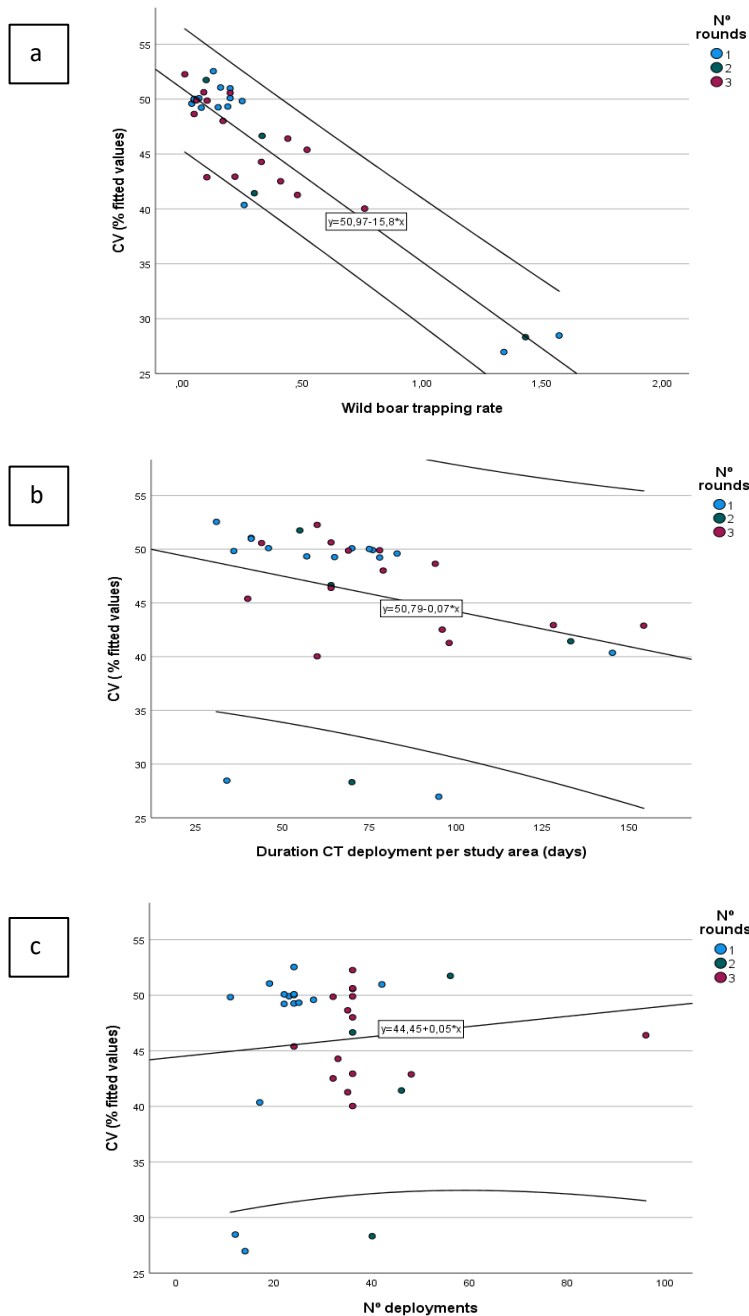 a
N°
rounds
1
2
3
55
50
45
40
35
30
25
CV (% fitted values)
y=50,97-15,8*x
,00
,50
1,00
1,50
2,00
Wild boar trapping rate
b
N°
rounds
1
2
3
55
50
45
40
35
30
25
CV ( % fitted values)
y=50,79-0,07*x
25
50
75
100
125
150
Duration CT deployment per study area (days)
c
N°
rounds
1
2
3
55
50
45
40
35
30
25
CV (% fitted values)
y=44,45+0,05*x
0
20
40
60
80
100
N° deployments